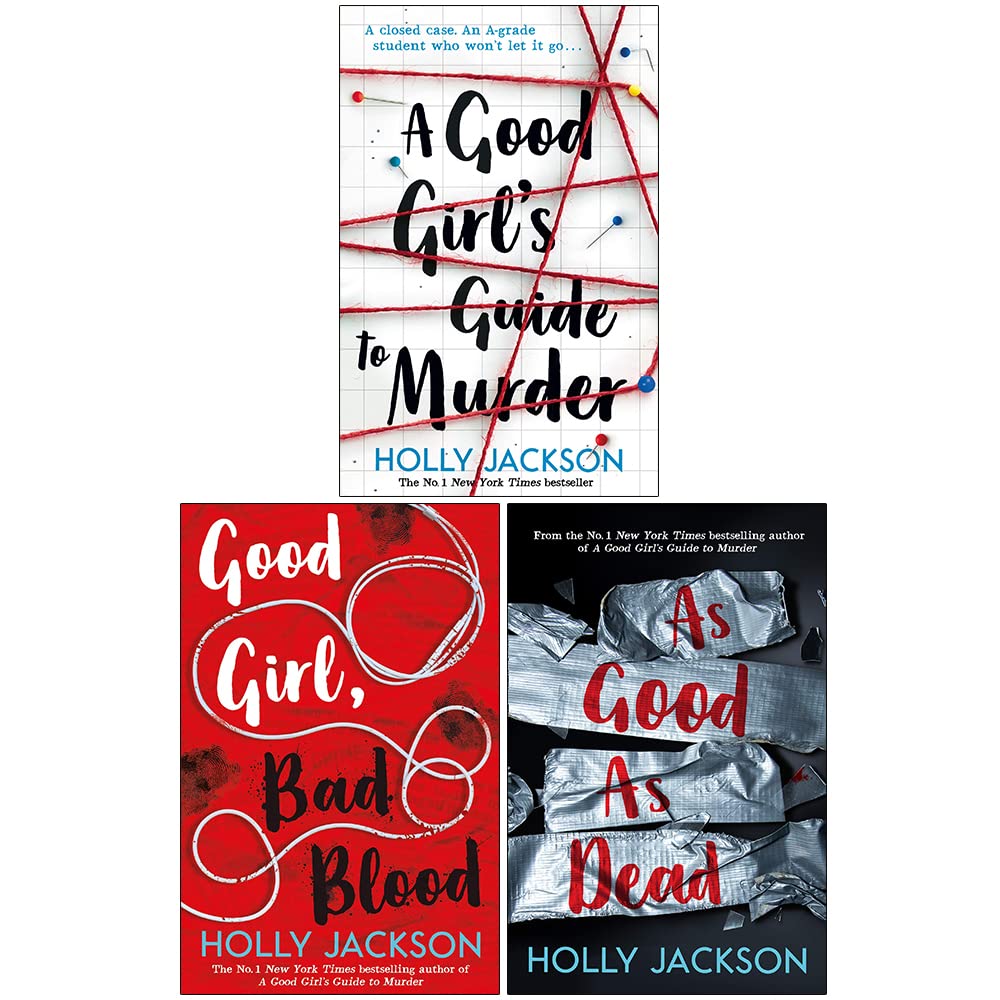 A closed case. An A-grade
student who won't let it go...
A Good
Girl's
Guide
to
Murder
HOLLY JACKSON
The No. 1 New York Times bestseller
Good
Girl,
Bad
Blood
HOLLY JACKSON
The No. 1 New York Times bestselling author of
A Good Girl's Guide to Murder
From the No. 1 New York Times bestselling author
of A Good Girl's Guide to Murder
As
Good
As
Dead
HOLLY JACKSON